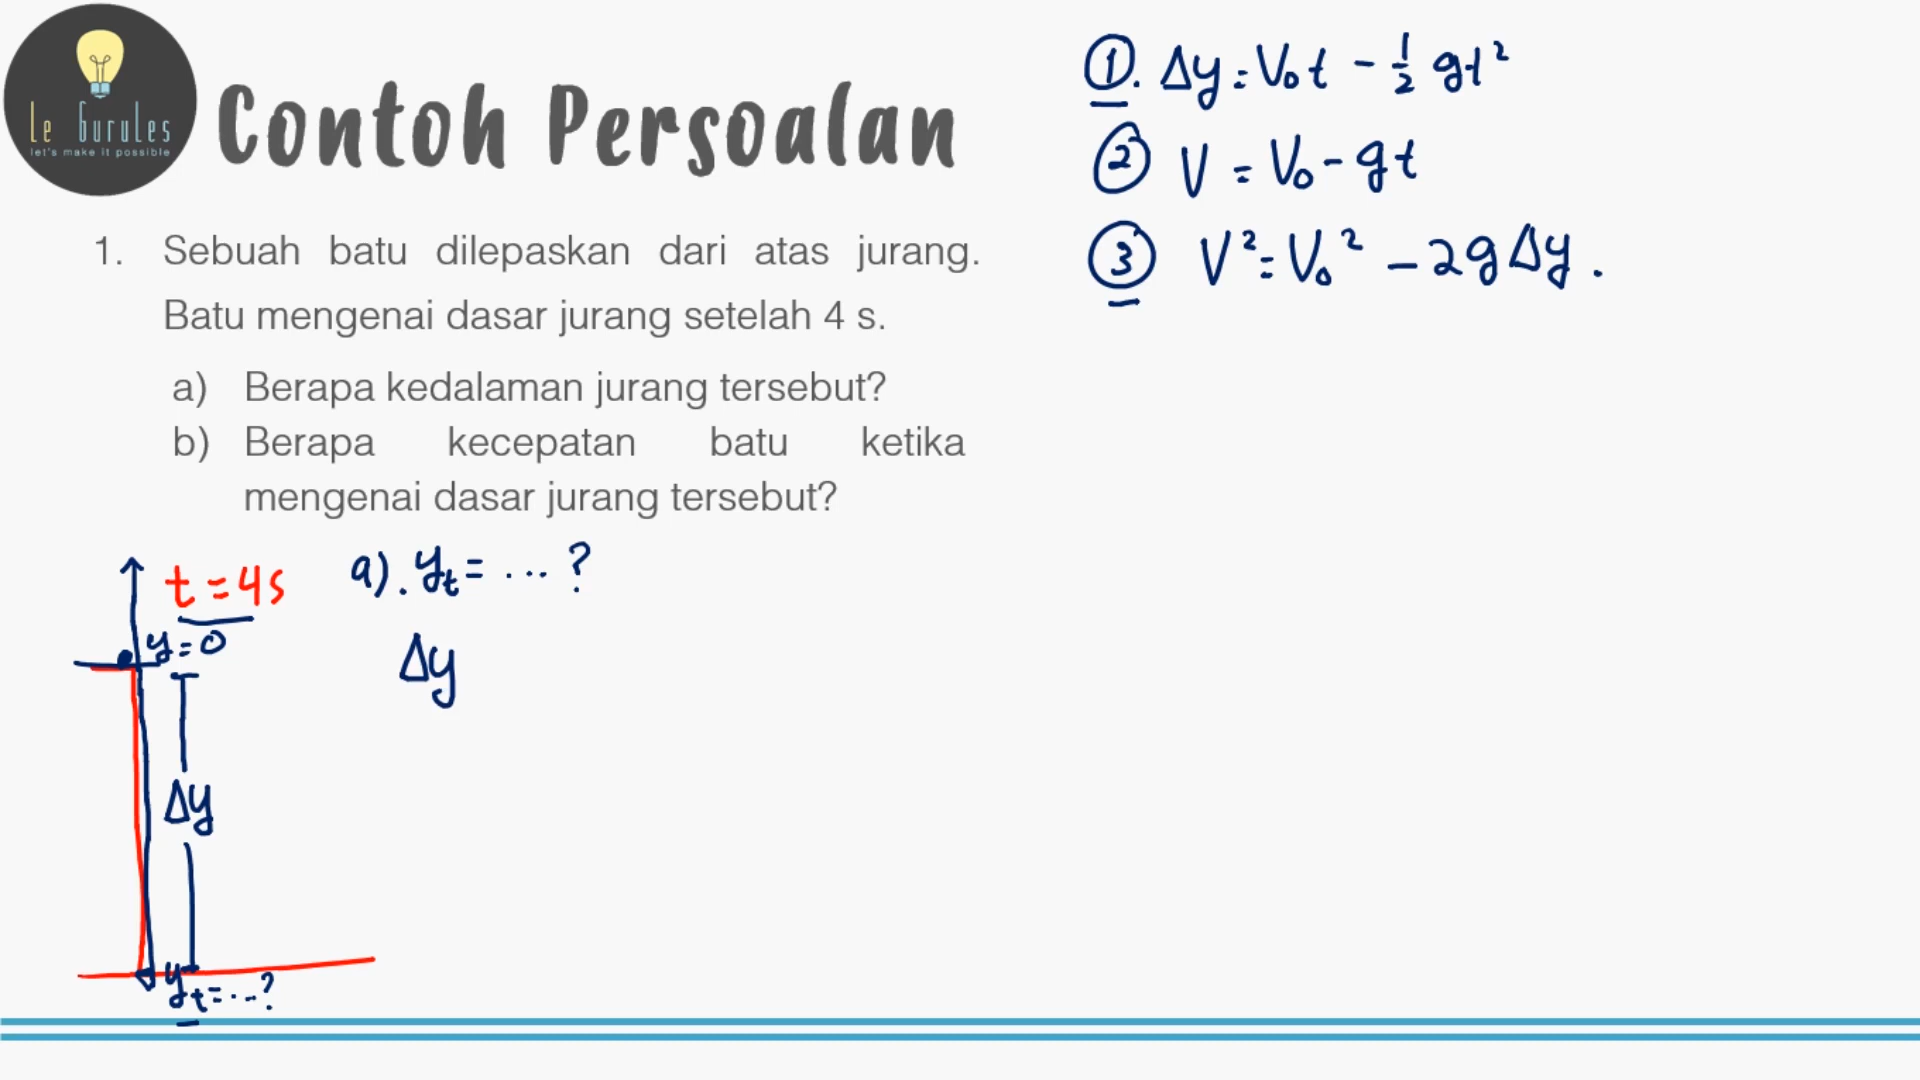 Le GuruLes
let's make it possible
Contoh Persoalan
1. Sebuah batu dilepaskan dari atas jurang.
Batu mengenai dasar jurang setelah 4 s.
a) Berapa kedalaman jurang tersebut?
b) Berapa kecepatan batu ketika
mengenai dasar jurang tersebut?
①. Δy = V₀t - ½ gt²
② V = V₀ - gt
③ V² = V₀² - 2gΔy.
t = 4s
y = 0
Δy
yₜ = ...?
a). yₜ = ... ?
Δy